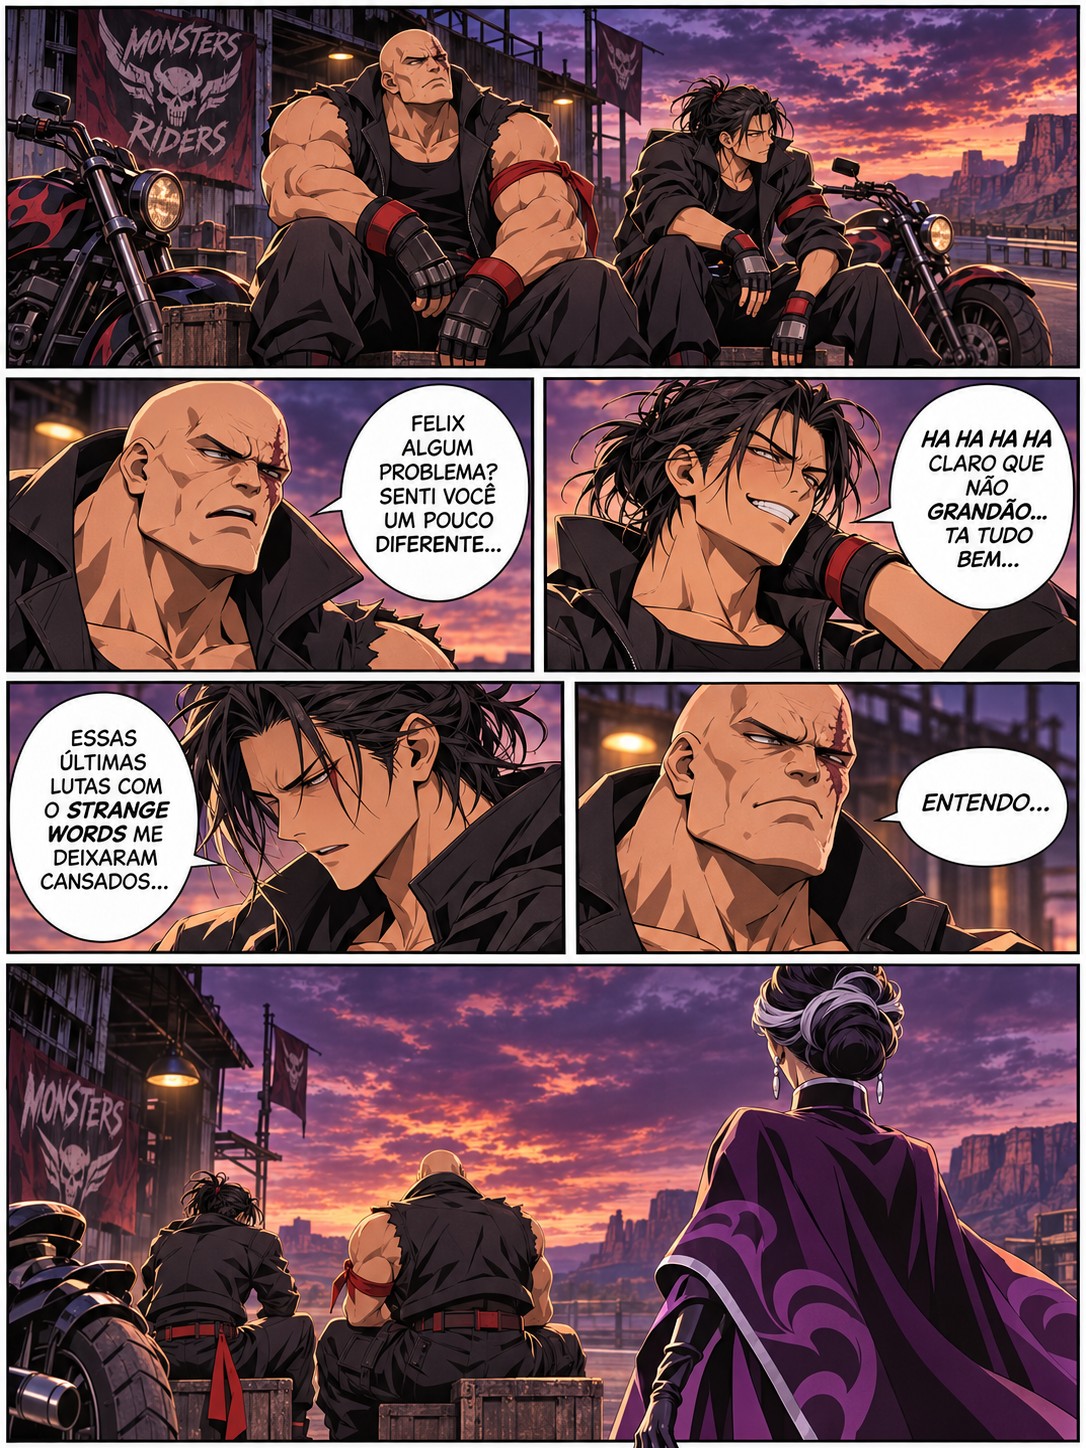 MONSTERS
RIDERS
FELIX
ALGUM
PROBLEMA?
SENTI VOCÊ
UM POUCO
DIFERENTE...
HA HA HA HA
CLARO QUE
NÃO
GRANDÃO...
TA TUDO
BEM...
ESSAS
ÚLTIMAS
LUTAS COM
O STRANGE
WORDS ME
DEIXARAM
CANSADOS...
ENTENDO...
MONSTERS